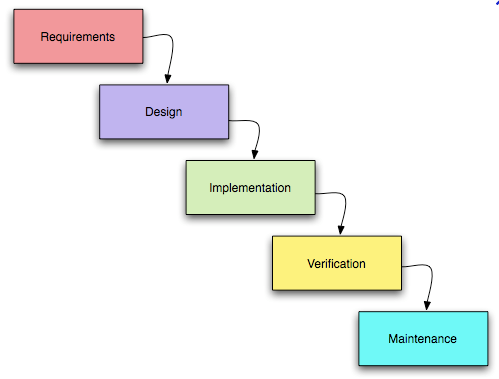 Requirements
Design
Implementation
Verification
Maintenance